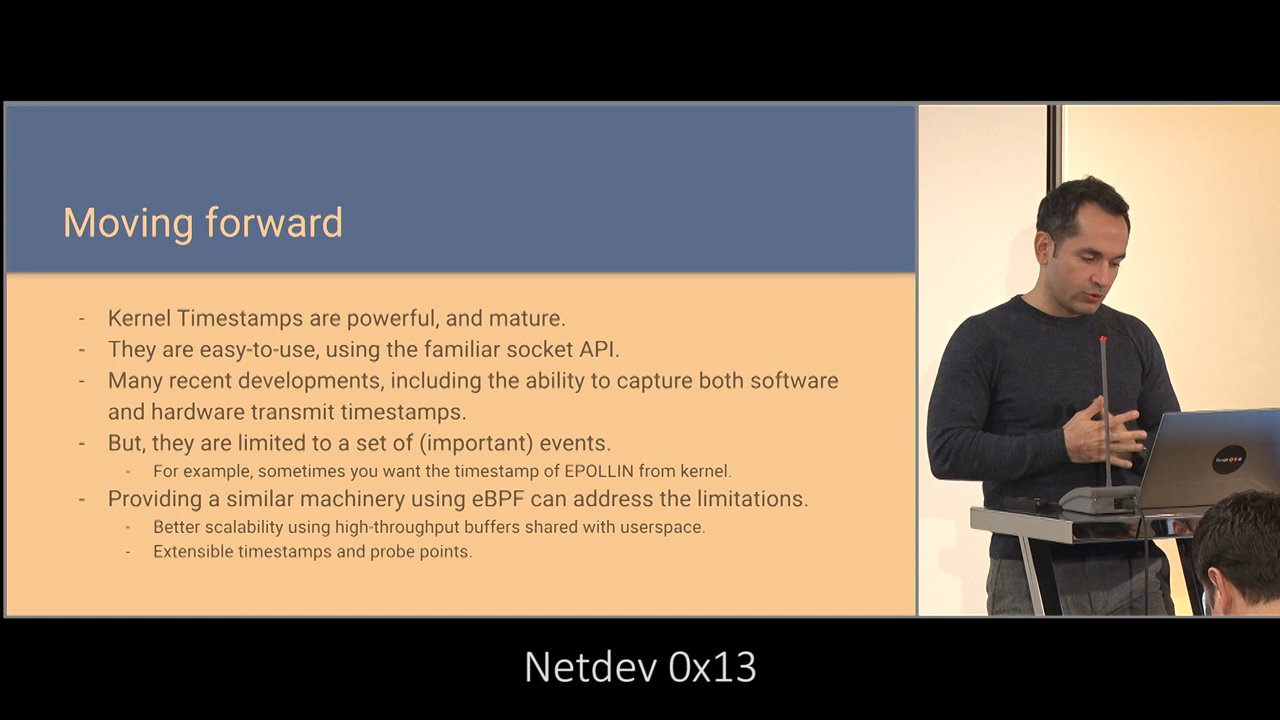 Moving forward
- Kernel Timestamps are powerful, and mature.
- They are easy-to-use, using the familiar socket API.
- Many recent developments, including the ability to capture both software
and hardware transmit timestamps.
- But, they are limited to a set of (important) events.
- For example, sometimes you want the timestamp of EPOLLIN from kernel.
- Providing a similar machinery using eBPF can address the limitations.
- Better scalability using high-throughput buffers shared with userspace.
- Extensible timestamps and probe points.
Google
Netdev 0x13